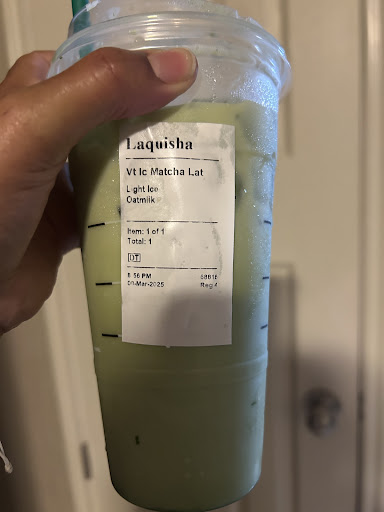 Laquisha
Vt Ic Matcha Lat
Light Ice
Oatmilk
Item: 1 of 1
Total: 1
DT
56 PM
01-Mar-2025
Reg 4